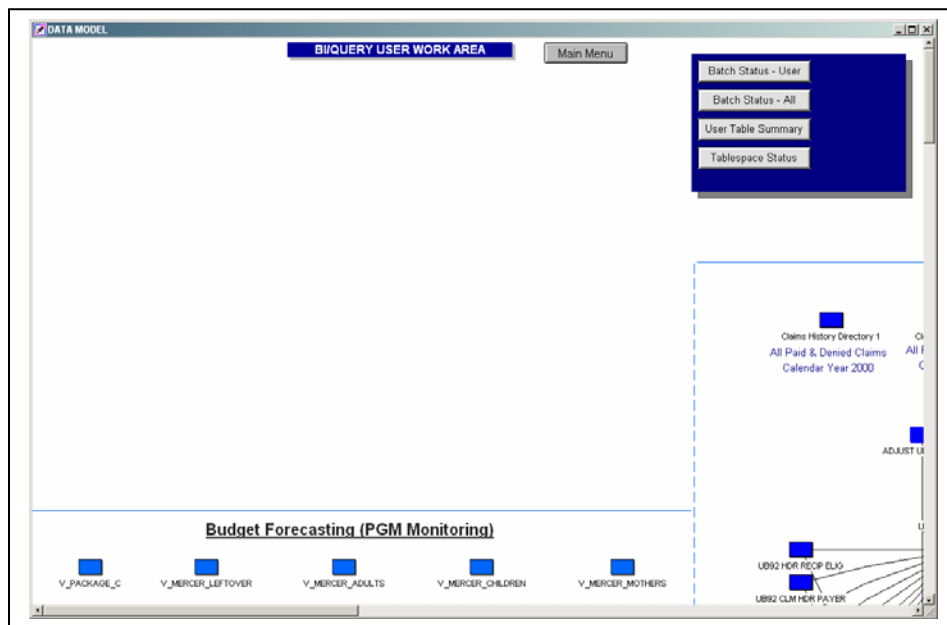 DATA MODEL
BI/QUERY USER WORK AREA
Main Menu
Batch Status - User
Batch Status - All
User Table Summary
Tablespace Status
Claims History Directory 1
All Paid & Denied Claims
Calendar Year 2000
ADJUST
Budget Forecasting (PGM Monitoring)
V_PACKAGE_C
V_MERCER_LEFTOVER
V_MERCER_ADULTS
V_MERCER_CHILDREN
V_MERCER_MOTHERS
UB92 HDR RECIP ELIG
UB92 CLM HDR PAYER